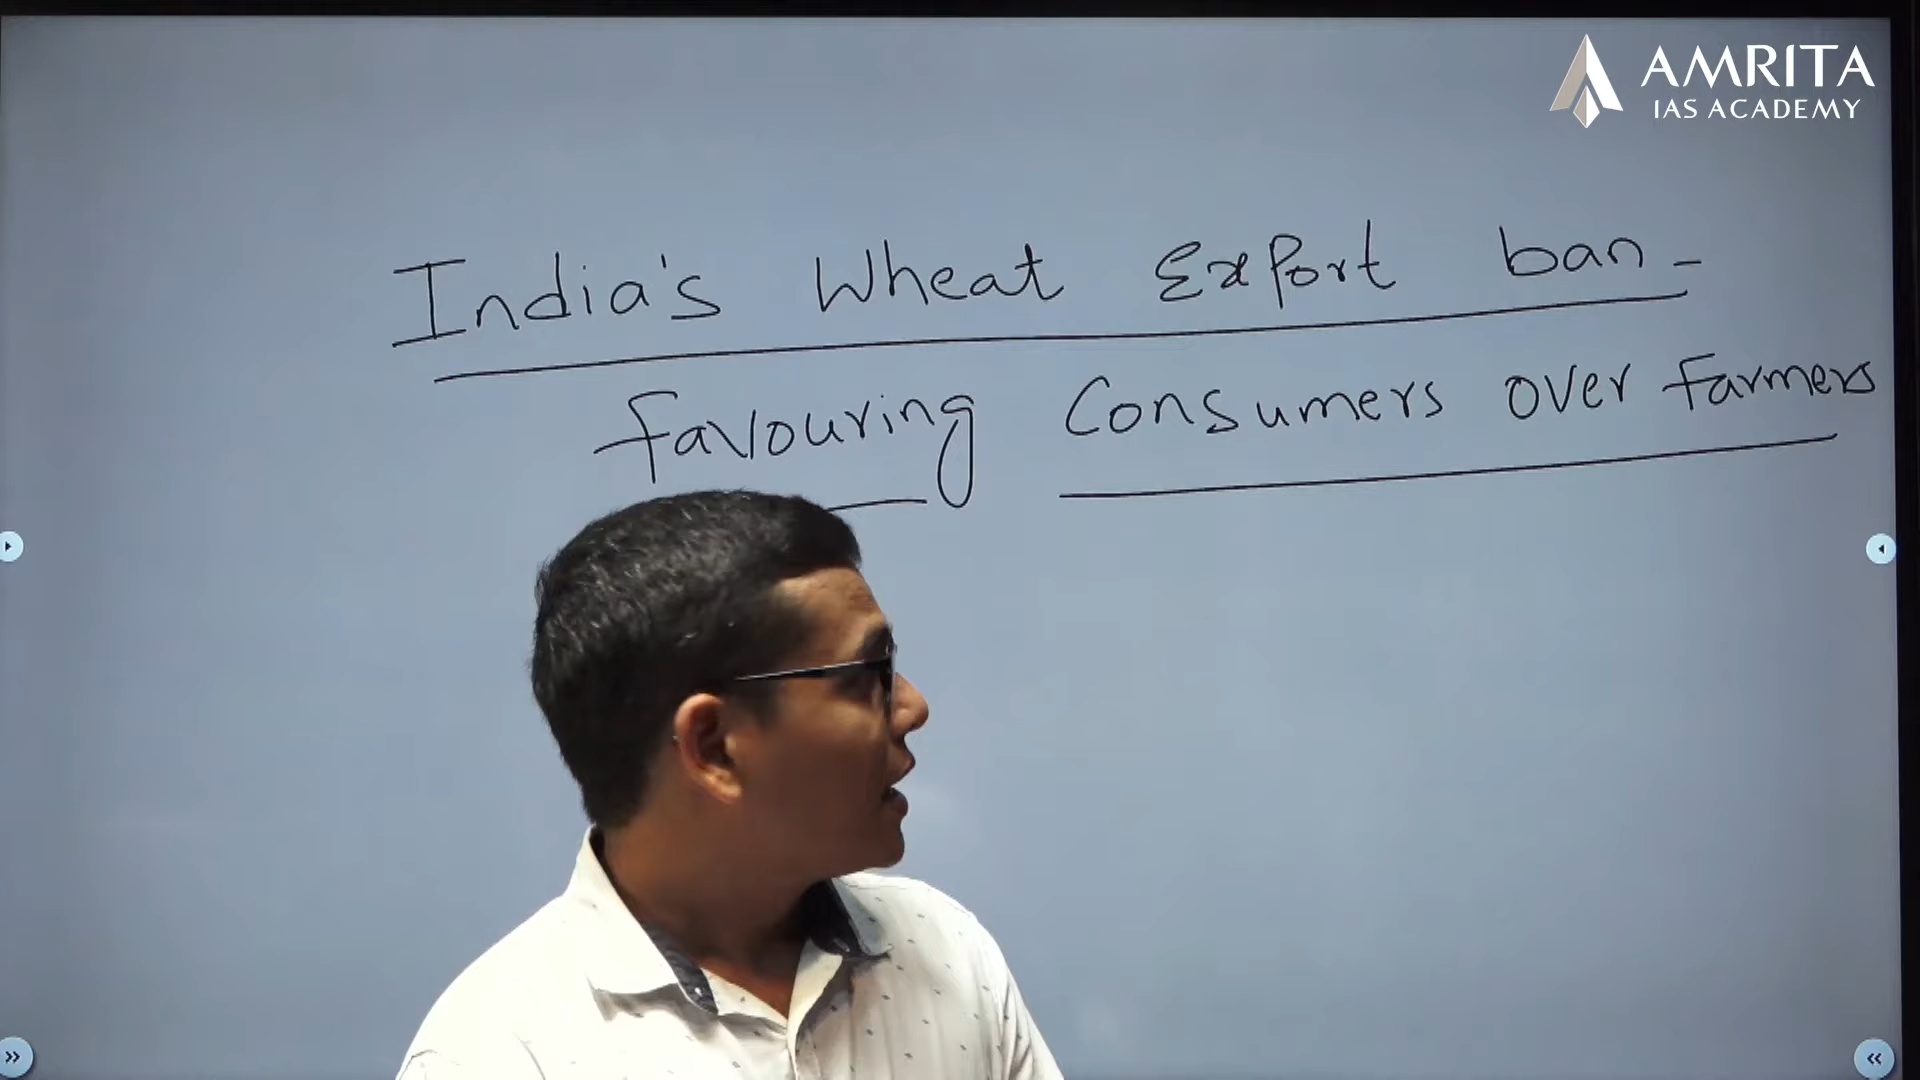 AMRITA
IAS ACADEMY
India's Wheat Export ban -
favouring Consumers over farmers